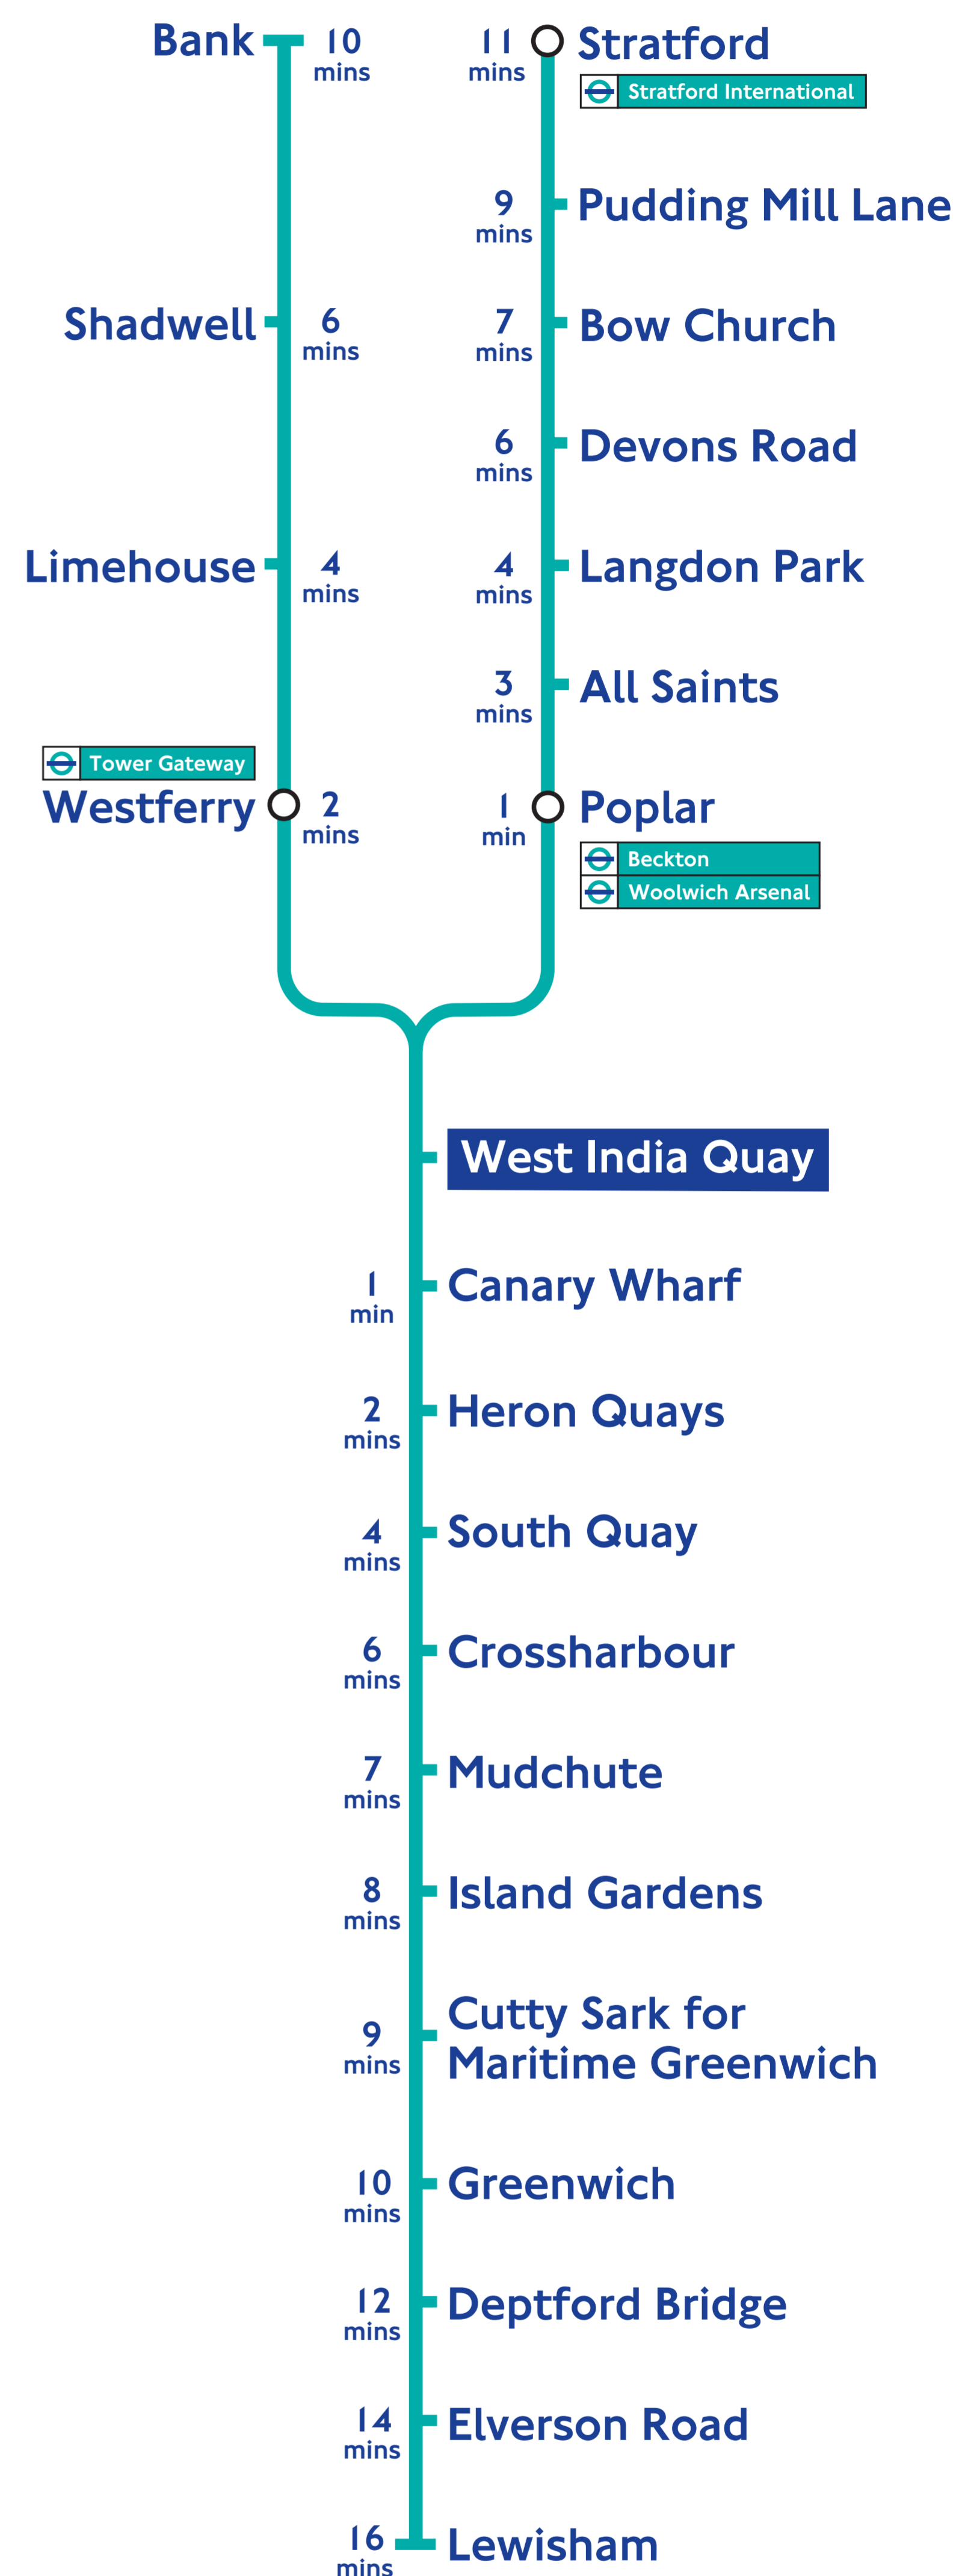 Bank
10
mins
11
mins
Stratford
Stratford International
9
mins
Pudding Mill Lane
Shadwell
6
mins
7
mins
Bow Church
6
mins
Devons Road
Limehouse
4
mins
4
mins
Langdon Park
3
mins
All Saints
Tower Gateway
Westferry
2
mins
1
min
Poplar
Beckton
Woolwich Arsenal
West India Quay
1
min
Canary Wharf
2
mins
Heron Quays
4
mins
South Quay
6
mins
Crossharbour
7
mins
Mudchute
8
mins
Island Gardens
9
mins
Cutty Sark for
Maritime Greenwich
10
mins
Greenwich
12
mins
Deptford Bridge
14
mins
Elverson Road
16
mins
Lewisham